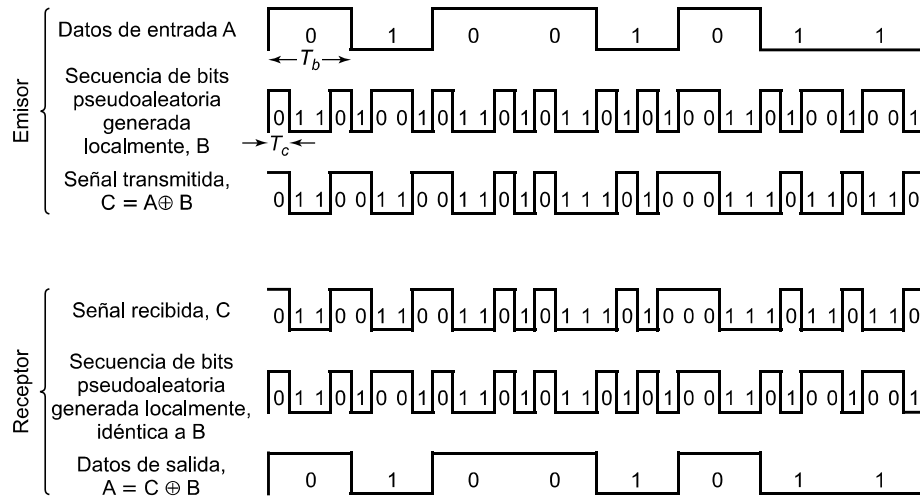 Emisor
Datos de entrada A
0 1 0 0 1 0 1 1
T_b
Secuencia de bits
pseudoaleatoria
generada
localmente, B
0 1 1 0 1 0 0 1 0 1 1 0 1 0 1 1 0 1 0 1 0 0 1 1 0 1 0 0 1 0 0 1
T_c
Señal transmitida,
C = A⊕ B
0 1 1 0 0 1 1 0 0 1 1 0 1 0 1 1 1 0 1 0 0 0 1 1 1 0 1 1 0 1 1 0
Receptor
Señal recibida, C
0 1 1 0 0 1 1 0 0 1 1 0 1 0 1 1 1 0 1 0 0 0 1 1 1 0 1 1 0 1 1 0
Secuencia de bits
pseudoaleatoria
generada localmente,
idéntica a B
0 1 1 0 1 0 0 1 0 1 1 0 1 0 1 1 0 1 0 1 0 0 1 1 0 1 0 0 1 0 0 1
Datos de salida,
A = C ⊕ B
0 1 0 0 1 0 1 1